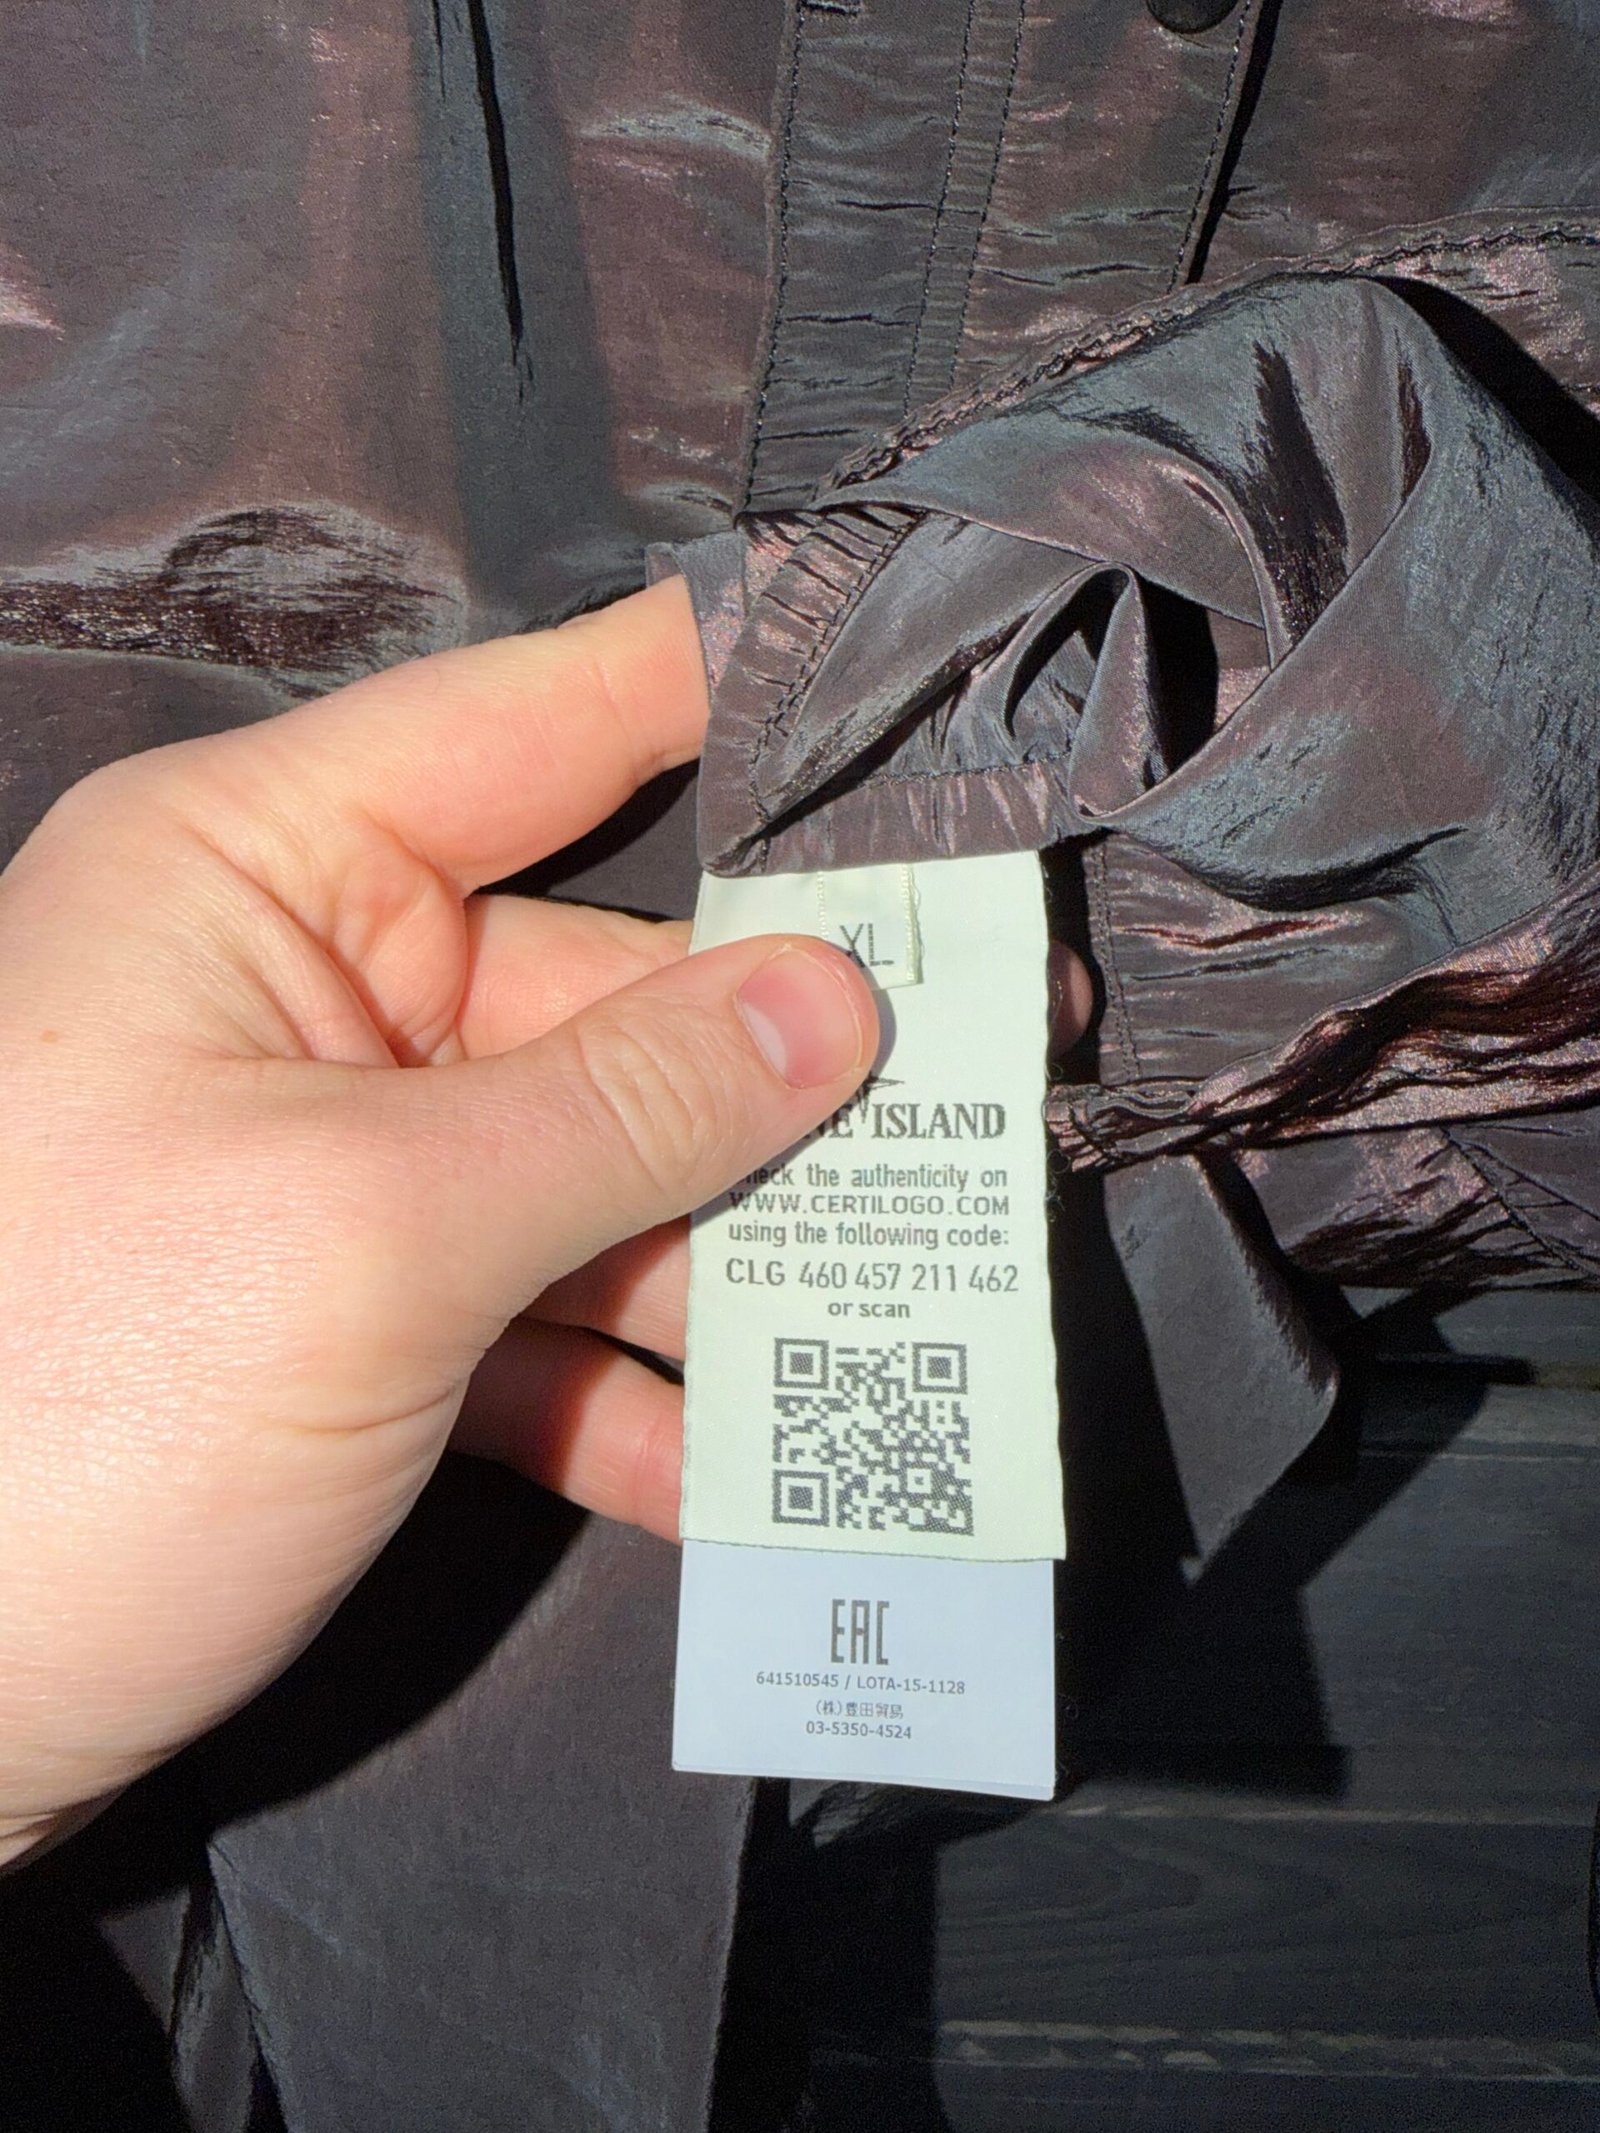 XL
ISLAND
the authenticity on
WWW.CERTILOGO.COM
using the following code:
CLG 460 457 211 462
or scan
EAC
641510545 / LOTA-15-1128
(株)豊田貿易
03-5350-4524